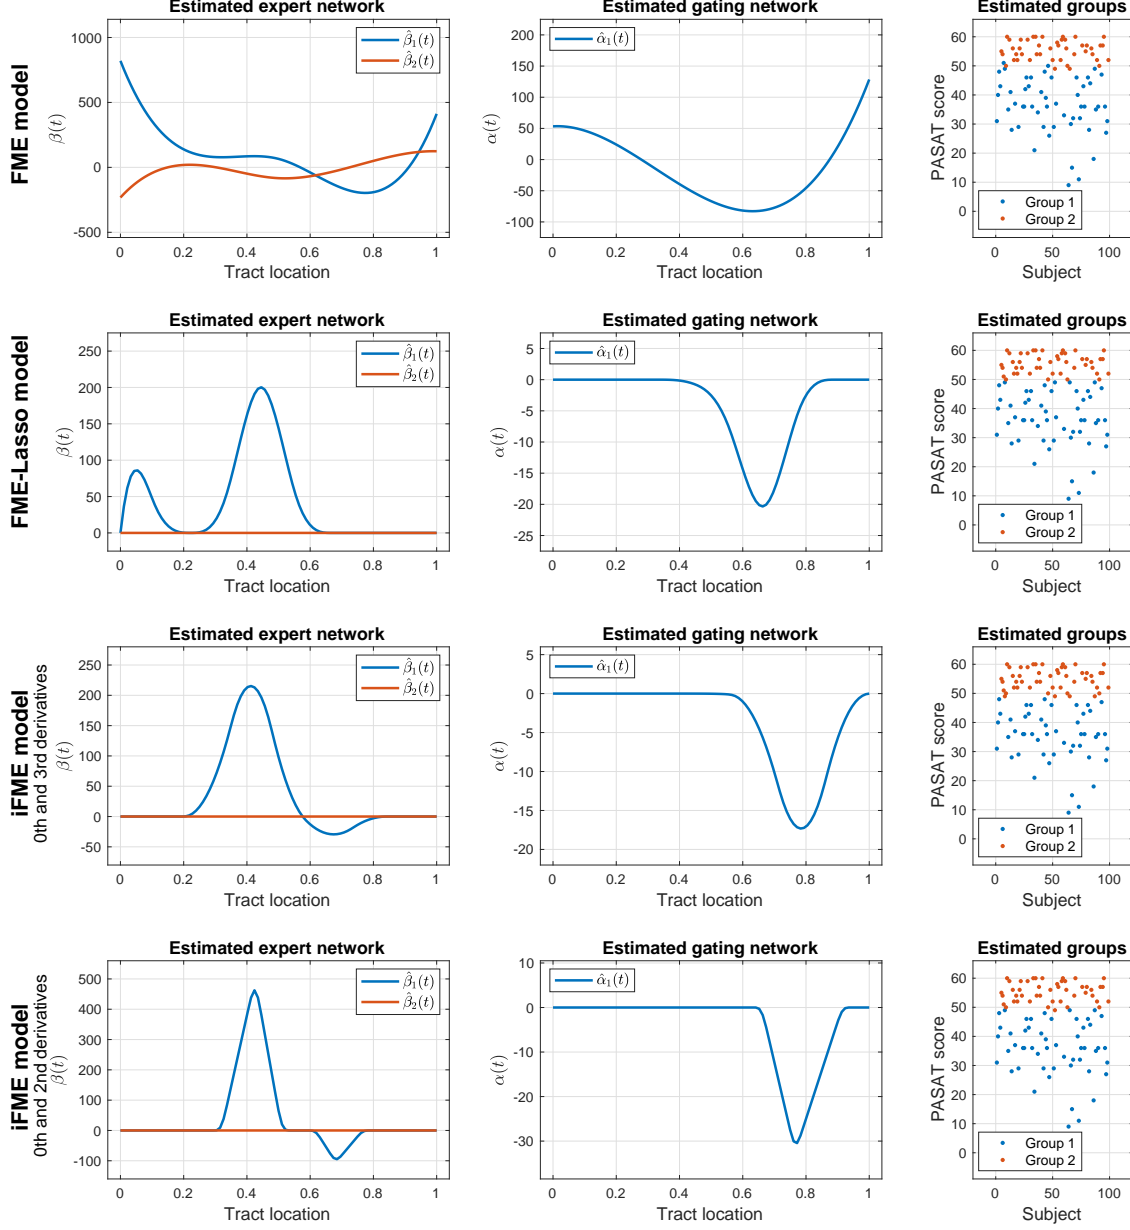 Estimated expert network
Estimated gating network
Estimated groups
FME model
1000
500
0
-500
β(t)
β̂₁(t)
β̂₂(t)
0 0.2 0.4 0.6 0.8 1
Tract location
200
150
100
50
0
-50
-100
α(t)
α̂₁(t)
0 0.2 0.4 0.6 0.8 1
Tract location
60
50
40
30
20
10
0
PASAT score
Group 1
Group 2
0 50 100
Subject
Estimated expert network
Estimated gating network
Estimated groups
FME-Lasso model
250
200
150
100
50
0
β(t)
β̂₁(t)
β̂₂(t)
0 0.2 0.4 0.6 0.8 1
Tract location
5
0
-5
-10
-15
-20
-25
α(t)
α̂₁(t)
0 0.2 0.4 0.6 0.8 1
Tract location
60
50
40
30
20
10
0
PASAT score
Group 1
Group 2
0 50 100
Subject
Estimated expert network
Estimated gating network
Estimated groups
iFME model
0th and 3rd derivatives
250
200
150
100
50
0
-50
β(t)
β̂₁(t)
β̂₂(t)
0 0.2 0.4 0.6 0.8 1
Tract location
5
0
-5
-10
-15
-20
α(t)
α̂₁(t)
0 0.2 0.4 0.6 0.8 1
Tract location
60
50
40
30
20
10
0
PASAT score
Group 1
Group 2
0 50 100
Subject
Estimated expert network
Estimated gating network
Estimated groups
iFME model
0th and 2nd derivatives
500
400
300
200
100
0
-100
β(t)
β̂₁(t)
β̂₂(t)
0 0.2 0.4 0.6 0.8 1
Tract location
10
0
-10
-20
-30
α(t)
α̂₁(t)
0 0.2 0.4 0.6 0.8 1
Tract location
60
50
40
30
20
10
0
PASAT score
Group 1
Group 2
0 50 100
Subject